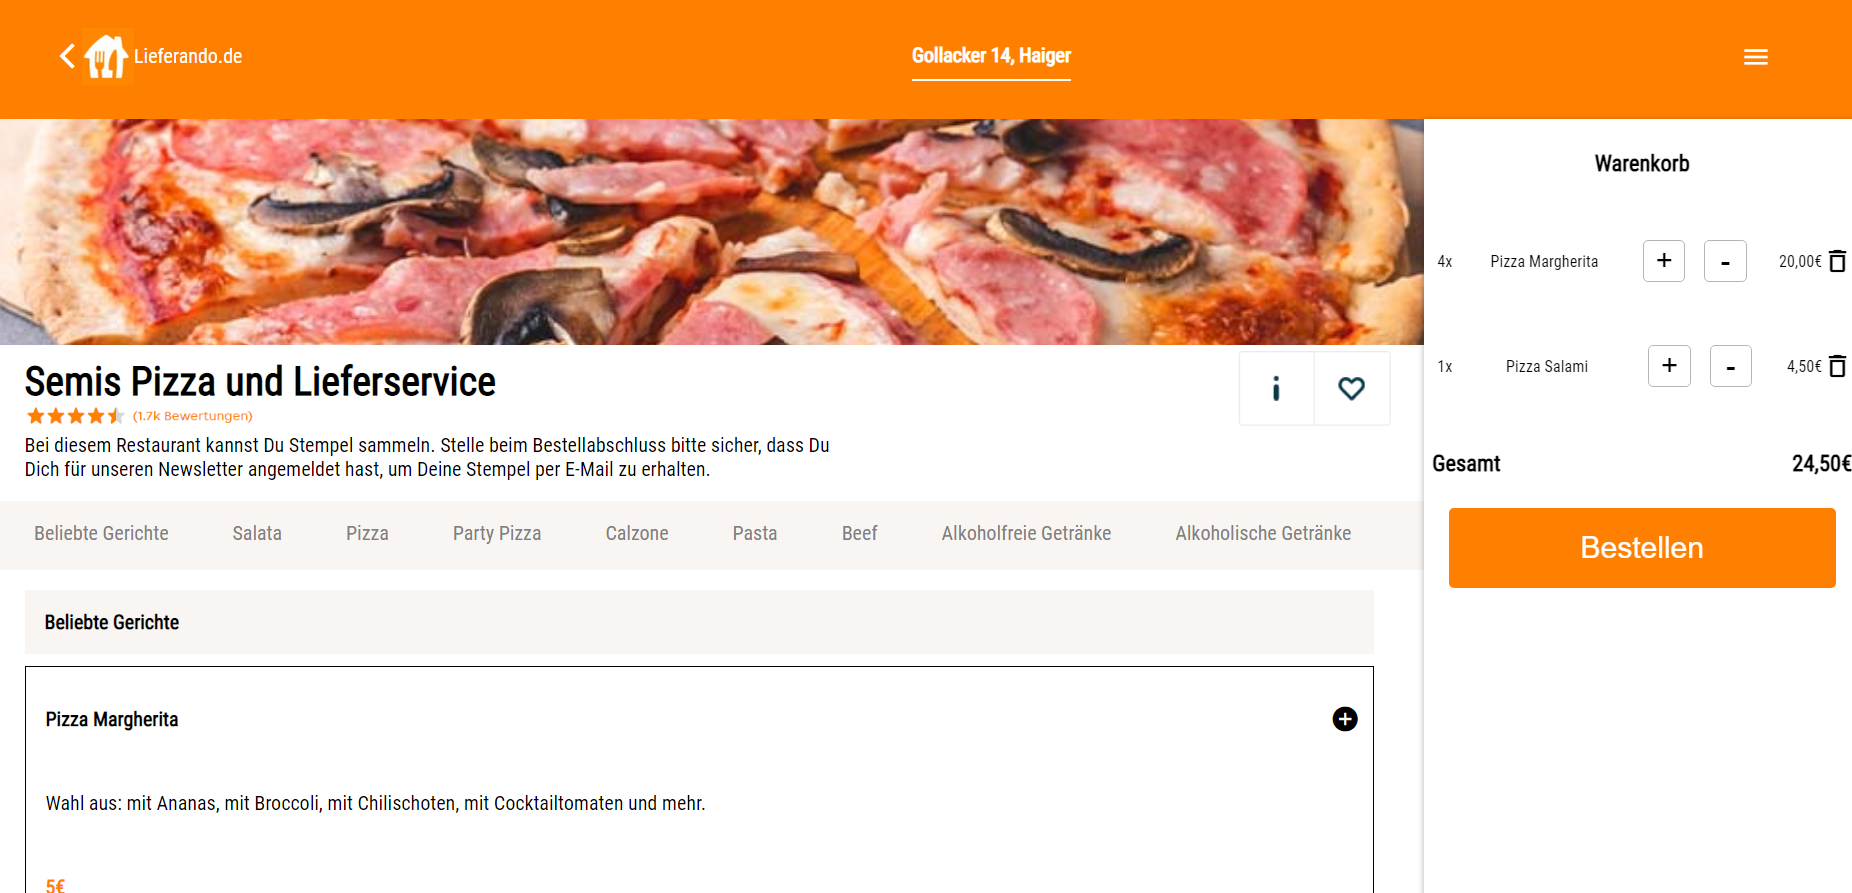 Lieferando.de
Gollacker 14, Haiger
Warenkorb
4x Pizza Margherita + - 20,00€
1x Pizza Salami + - 4,50€
Gesamt 24,50€
Bestellen
Semis Pizza und Lieferservice
(1.7k Bewertungen)
Bei diesem Restaurant kannst Du Stempel sammeln. Stelle beim Bestellabschluss bitte sicher, dass Du
Dich für unseren Newsletter angemeldet hast, um Deine Stempel per E-Mail zu erhalten.
Beliebte Gerichte Salata Pizza Party Pizza Calzone Pasta Beef Alkoholfreie Getränke Alkoholische Getränke
Beliebte Gerichte
Pizza Margherita
Wahl aus: mit Ananas, mit Broccoli, mit Chilischoten, mit Cocktailtomaten und mehr.
5€